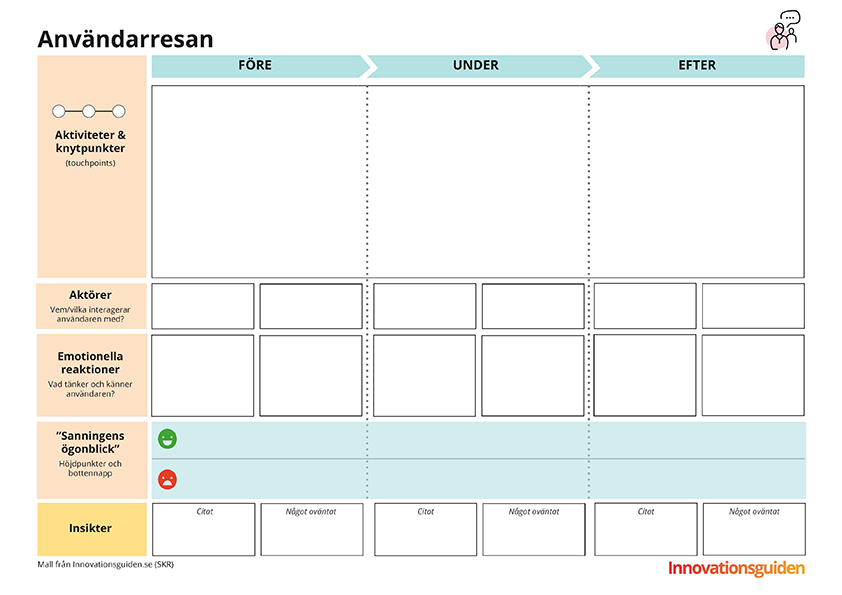 Användarresan
FÖRE
UNDER
EFTER
Aktiviteter &
knytpunkter
(touchpoints)
Aktörer
Vem/vilka interagerar
användaren med?
Emotionella
reaktioner
Vad tänker och känner
användaren?
”Sanningens
ögonblick”
Höjdpunkter och
bottennapp
Insikter
Citat
Något oväntat
Citat
Något oväntat
Citat
Något oväntat
Mall från Innovationsguiden.se (SKR)
Innovationsguiden